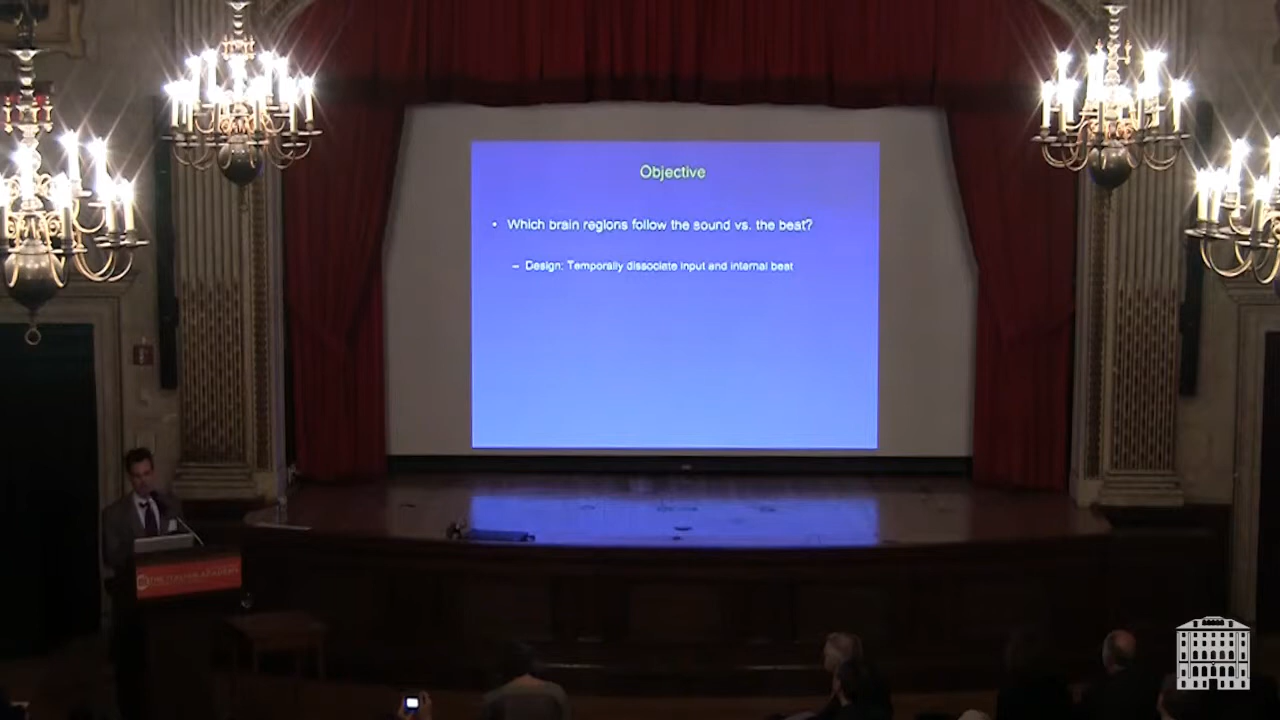 Objective
• Which brain regions follow the sound vs. the beat?
– Design: Temporally dissociate input and internal beat
THE ITALIAN ACADEMY